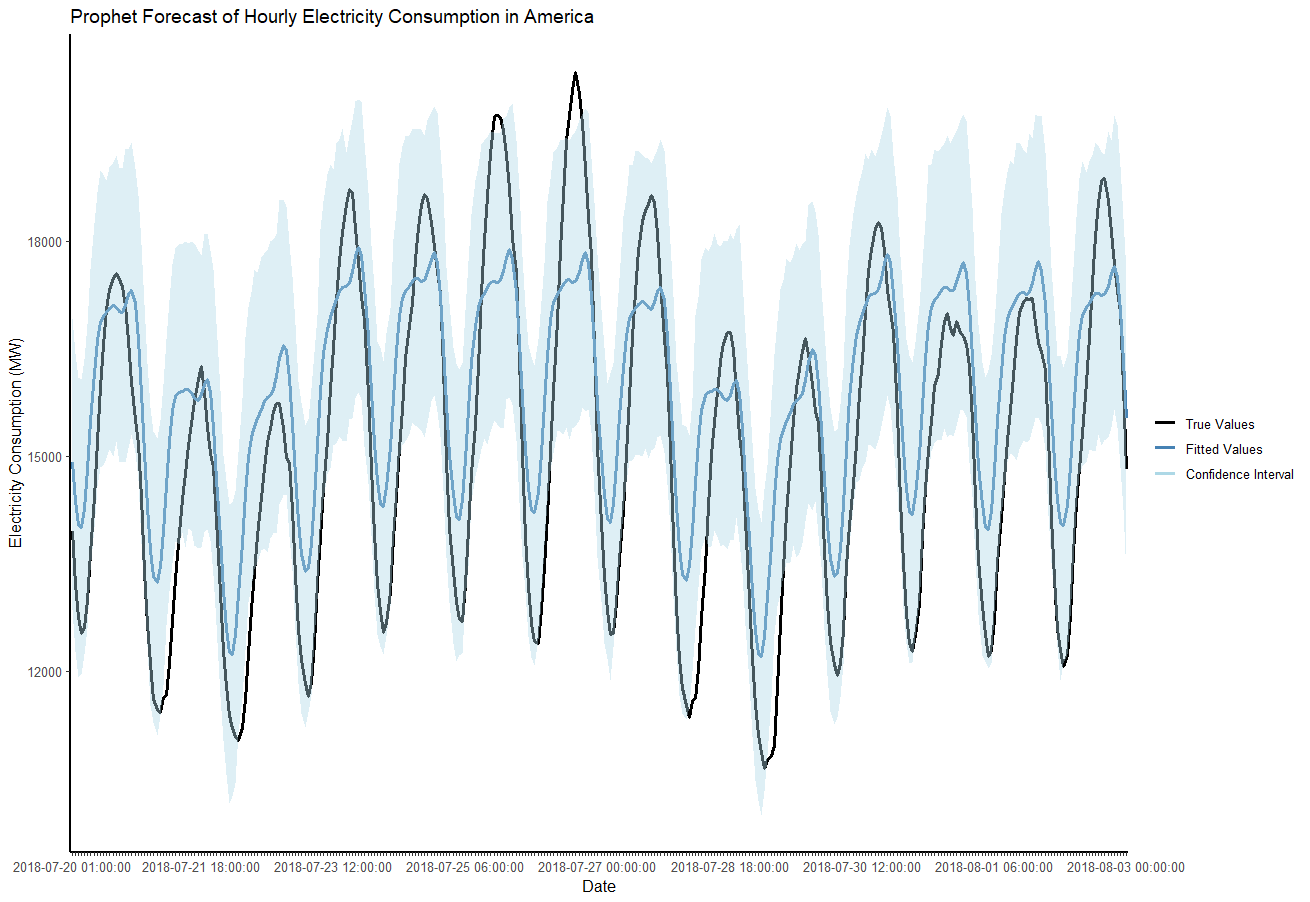 Prophet Forecast of Hourly Electricity Consumption in America
Electricity Consumption (MW)
18000
15000
12000
2018-07-20 01:00:00 2018-07-21 18:00:00 2018-07-23 12:00:00 2018-07-25 06:00:00 2018-07-27 00:00:00 2018-07-28 18:00:00 2018-07-30 12:00:00 2018-08-01 06:00:00 2018-08-03 00:00:00
Date
True Values
Fitted Values
Confidence Interval